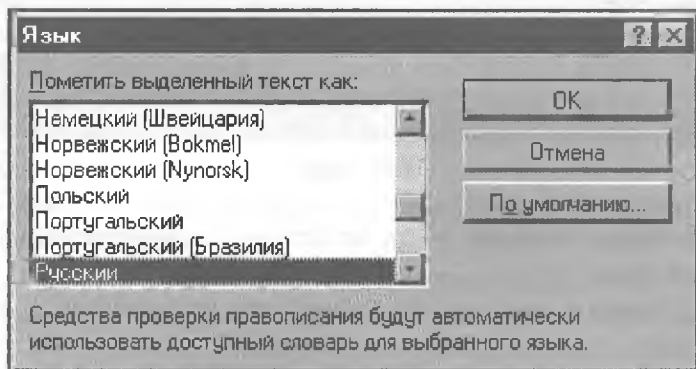 Язык
? X
Пометить выделенный текст как:
Немецкий (Швейцария)
Норвежский (Bokmel)
Норвежский (Nynorsk)
Польский
Португальский
Португальский (Бразилия)
Русский
OK
Отмена
По умолчанию...
Средства проверки правописания будут автоматически
использовать доступный словарь для выбранного языка.